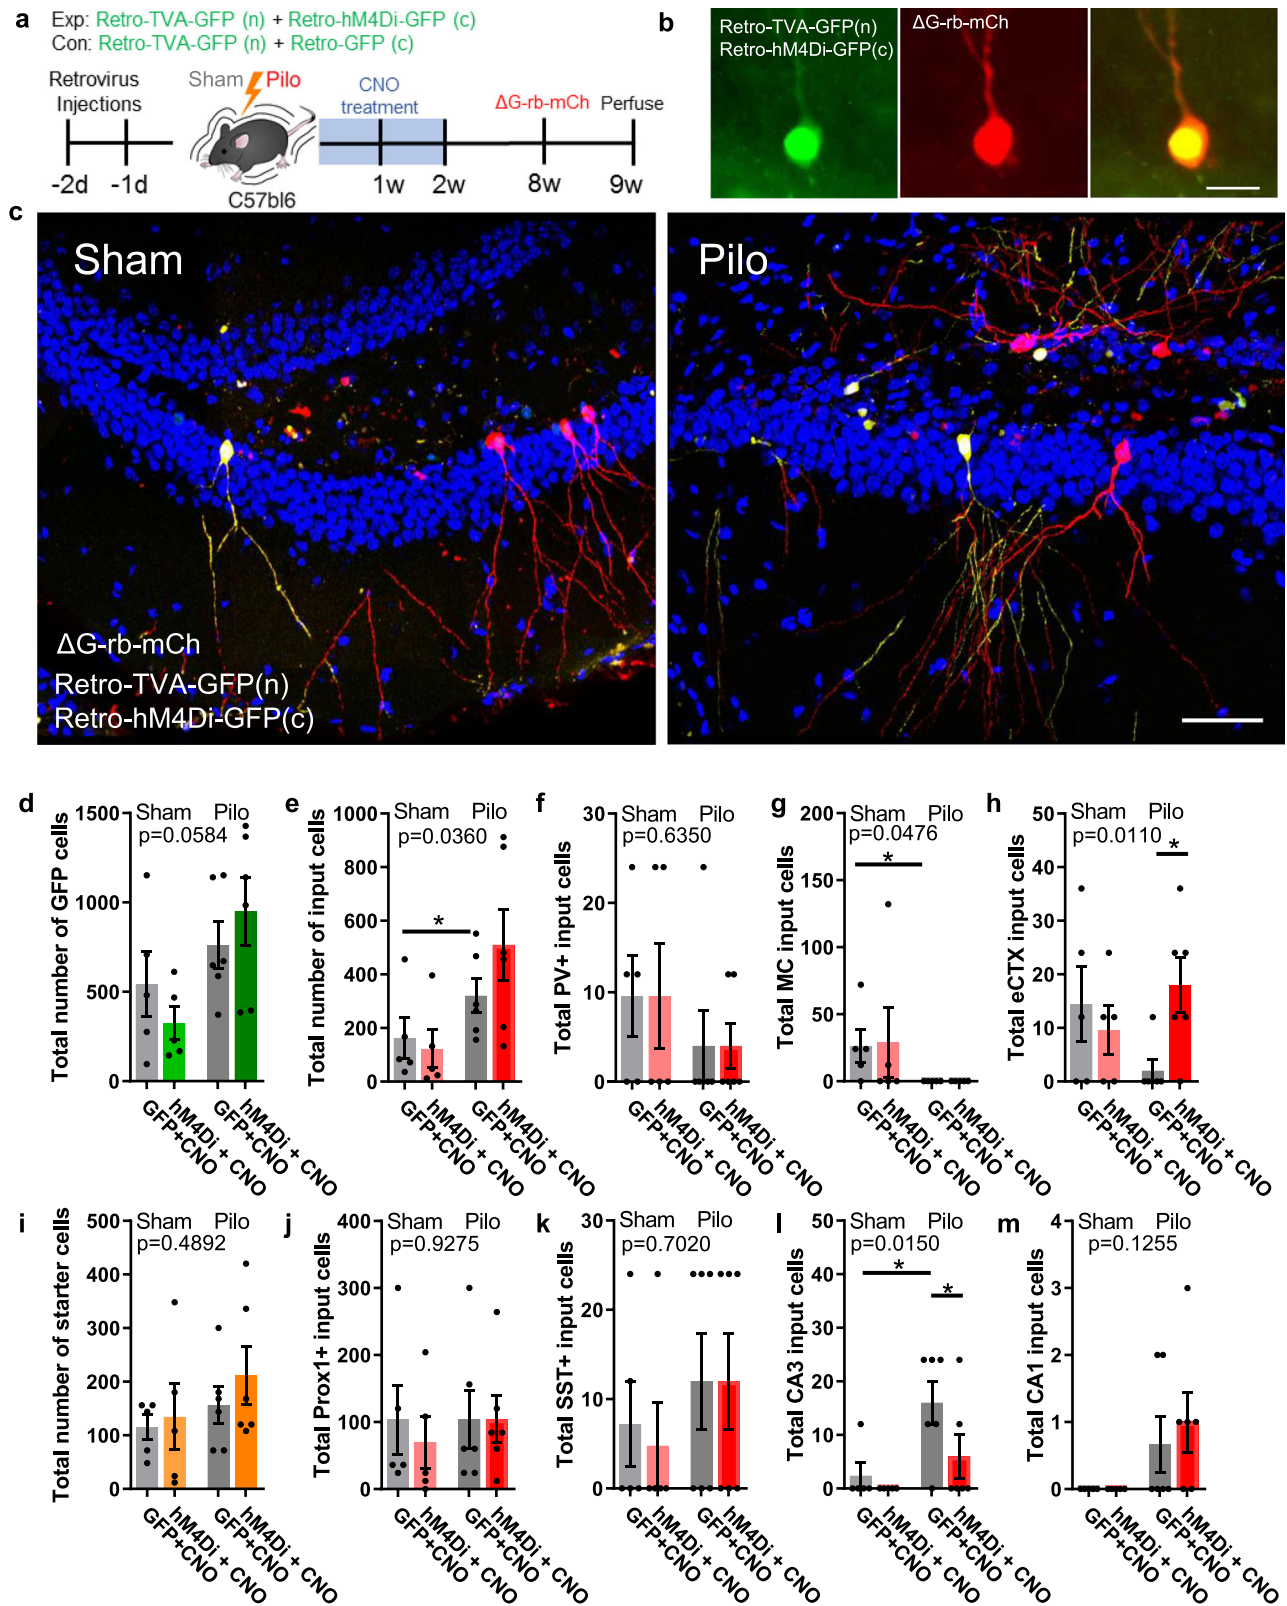 a
Exp: Retro-TVA-GFP (n) + Retro-hM4Di-GFP (c)
Con: Retro-TVA-GFP (n) + Retro-GFP (c)
Retrovirus
Injections
Sham
Pilo
CNO
treatment
ΔG-rb-mCh
Perfuse
-2d
-1d
C57bl6
1w
2w
8w
9w
b
Retro-TVA-GFP(n)
Retro-hM4Di-GFP(c)
ΔG-rb-mCh
c
Sham
ΔG-rb-mCh
Retro-TVA-GFP(n)
Retro-hM4Di-GFP(c)
Pilo
d
Total number of GFP cells
1500
1000
500
0
Sham Pilo
p=0.0584
GFP+CNO
hM4Di + CNO
GFP+CNO
hM4Di + CNO
e
Total number of input cells
1000
800
600
400
200
0
Sham Pilo
p=0.0360
*
GFP+CNO
hM4Di + CNO
GFP+CNO
hM4Di + CNO
f
Total PV+ input cells
30
20
10
0
Sham Pilo
p=0.6350
GFP+CNO
hM4Di + CNO
GFP+CNO
hM4Di + CNO
g
Total MC input cells
200
150
100
50
0
Sham Pilo
p=0.0476
*
GFP+CNO
hM4Di + CNO
GFP+CNO
hM4Di + CNO
h
Total eCTX input cells
50
40
30
20
10
0
Sham Pilo
p=0.0110
*
GFP+CNO
hM4Di + CNO
GFP+CNO
hM4Di + CNO
i
Total number of starter cells
500
400
300
200
100
0
Sham Pilo
p=0.4892
GFP+CNO
hM4Di + CNO
GFP+CNO
hM4Di + CNO
j
Total Prox1+ input cells
400
300
200
100
0
Sham Pilo
p=0.9275
GFP+CNO
hM4Di + CNO
GFP+CNO
hM4Di + CNO
k
Total SST+ input cells
30
20
10
0
Sham Pilo
p=0.7020
GFP+CNO
hM4Di + CNO
GFP+CNO
hM4Di + CNO
l
Total CA3 input cells
50
40
30
20
10
0
Sham Pilo
p=0.0150
*
*
GFP+CNO
hM4Di + CNO
GFP+CNO
hM4Di + CNO
m
Total CA1 input cells
4
3
2
1
0
Sham Pilo
p=0.1255
GFP+CNO
hM4Di + CNO
GFP+CNO
hM4Di + CNO